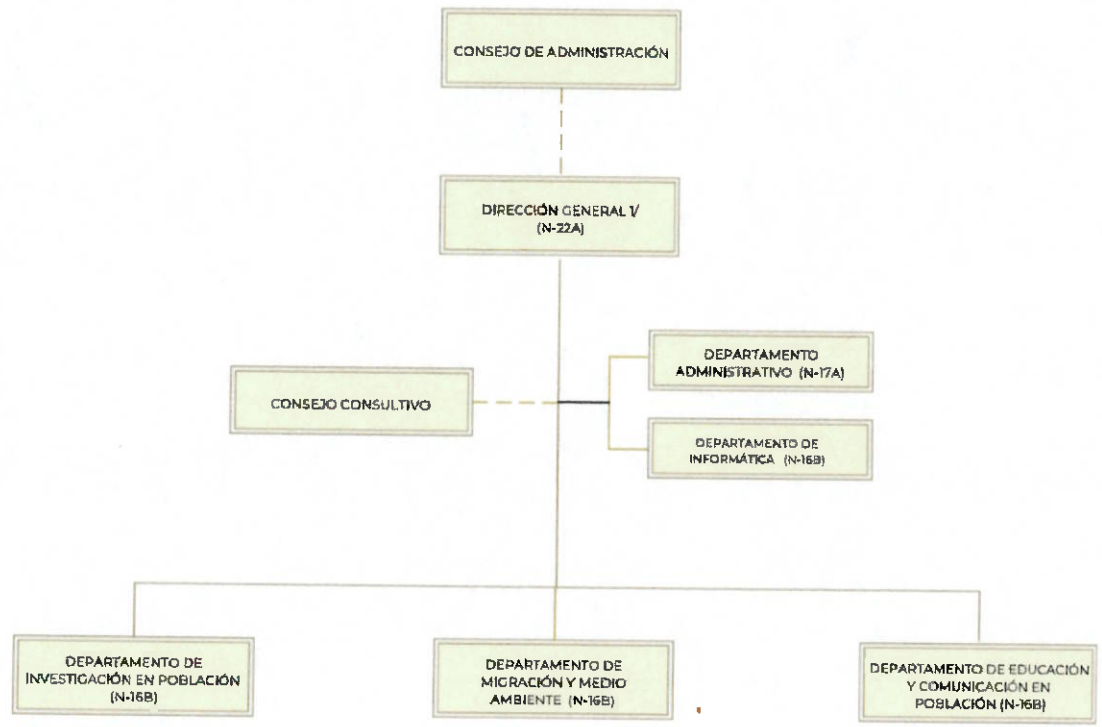 CONSEJO DE ADMINISTRACIÓN
DIRECCIÓN GENERAL 1/
(N-22A)
DEPARTAMENTO
ADMINISTRATIVO (N-17A)
CONSEJO CONSULTIVO
DEPARTAMENTO DE
INFORMÁTICA (N-16B)
DEPARTAMENTO DE
INVESTIGACIÓN EN POBLACIÓN
(N-16B)
DEPARTAMENTO DE
MIGRACIÓN Y MEDIO
AMBIENTE (N-16B)
DEPARTAMENTO DE EDUCACIÓN
Y COMUNICACIÓN EN
POBLACIÓN (N-16B)